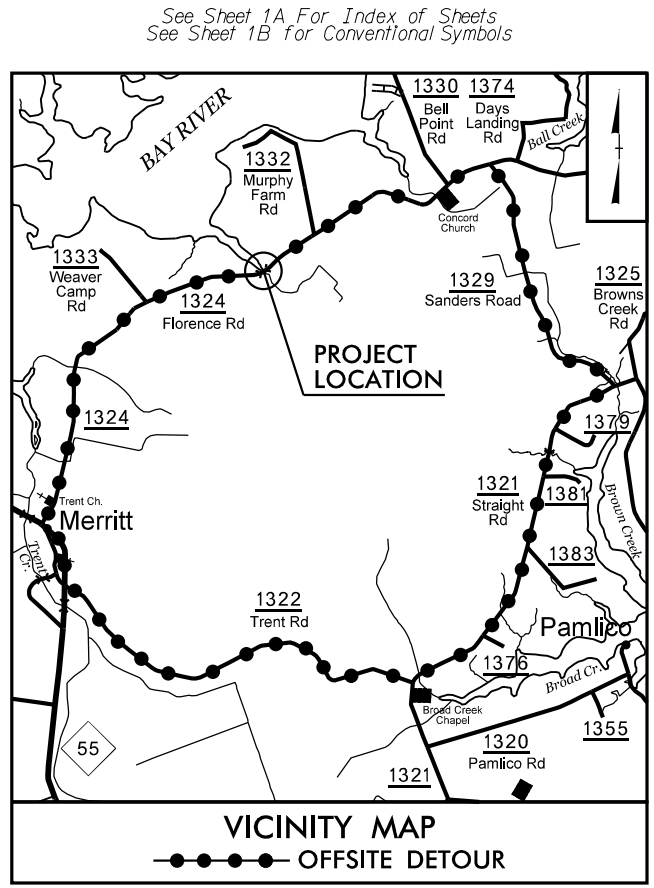 See Sheet 1A For Index of Sheets
See Sheet 1B for Conventional Symbols
1330
Bell
Point
Rd
1374
Days
Landing
Rd
Ball Creek
BAY RIVER
1332
Murphy
Farm
Rd
Concord
Church
1333
Weaver
Camp
Rd
1324
Florence Rd
1329
Sanders Road
1325
Browns
Creek
Rd
PROJECT
LOCATION
1324
1379
1321
Straight
Rd
1381
Trent Ch.
Merritt
Brown Creek
Trent
Cr.
1383
1322
Trent Rd
Pamlico
1376
Broad Cr.
Broad Creek
Chapel
1355
1320
Pamlico Rd
55
1321
VICINITY MAP
OFFSITE DETOUR